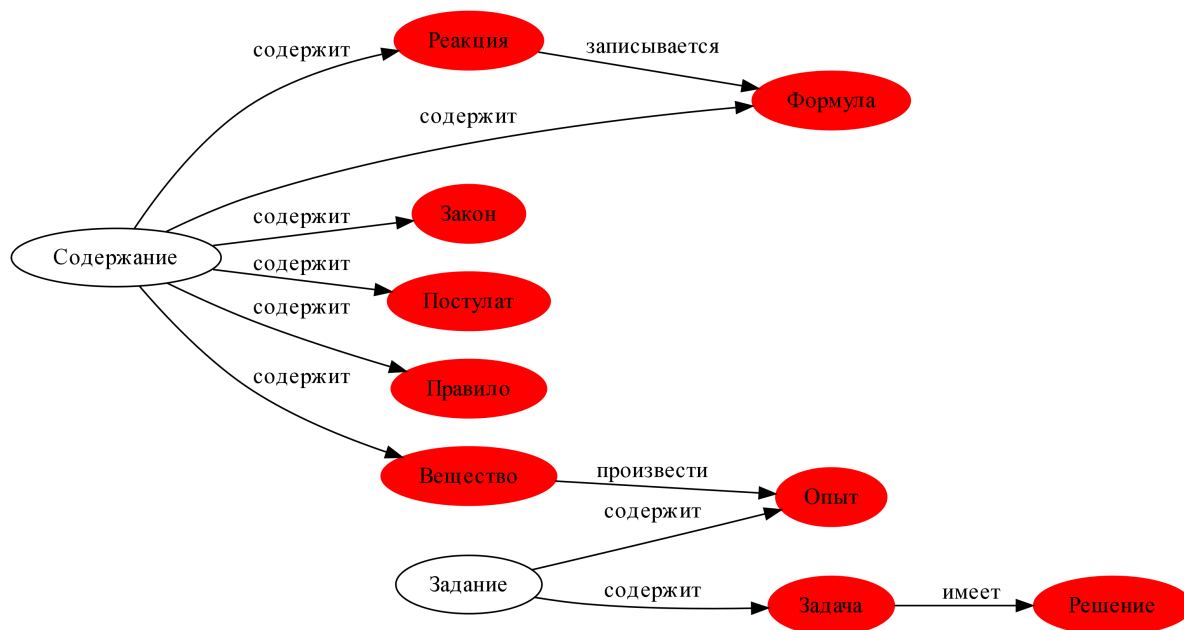 содержит
Реакция
записывается
Формула
содержит
содержит
Закон
Содержание
содержит
Постулат
содержит
Правило
содержит
Вещество
произвести
Опыт
содержит
Задание
содержит
Задача
имеет
Решение